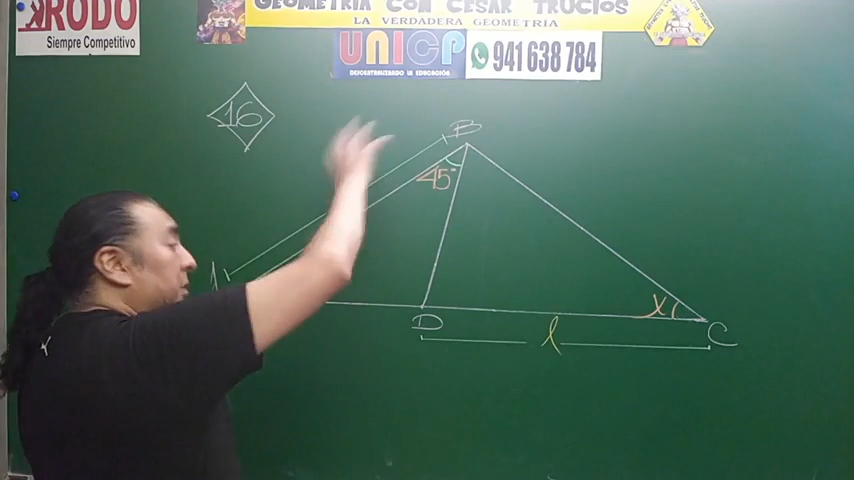 RODO
Siempre Competitivo
GEOMETRIA CON CESAR TRUCIOS
LA VERDADERA GEOMETRIA
UNICP
DESCENTRALIZANDO LA EDUCACIÓN
941 638 784
16
B
45°
A
x
D
l
C